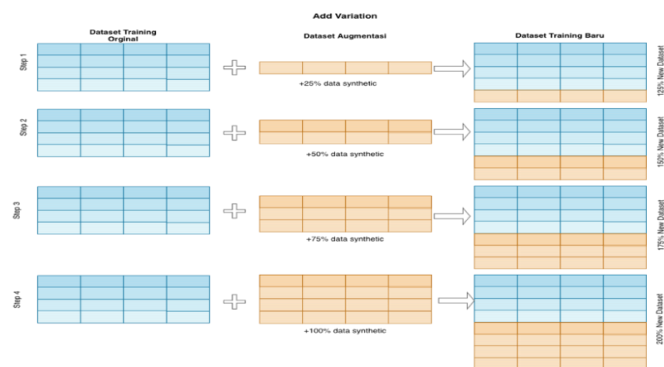 Add Variation
Dataset Training
Orginal
Dataset Augmentasi
Dataset Training Baru
Step 1
+25% data synthetic
125% New Dataset
Step 2
+50% data synthetic
150% New Dataset
Step 3
+75% data synthetic
175% New Dataset
Step 4
+100% data synthetic
200% New Dataset